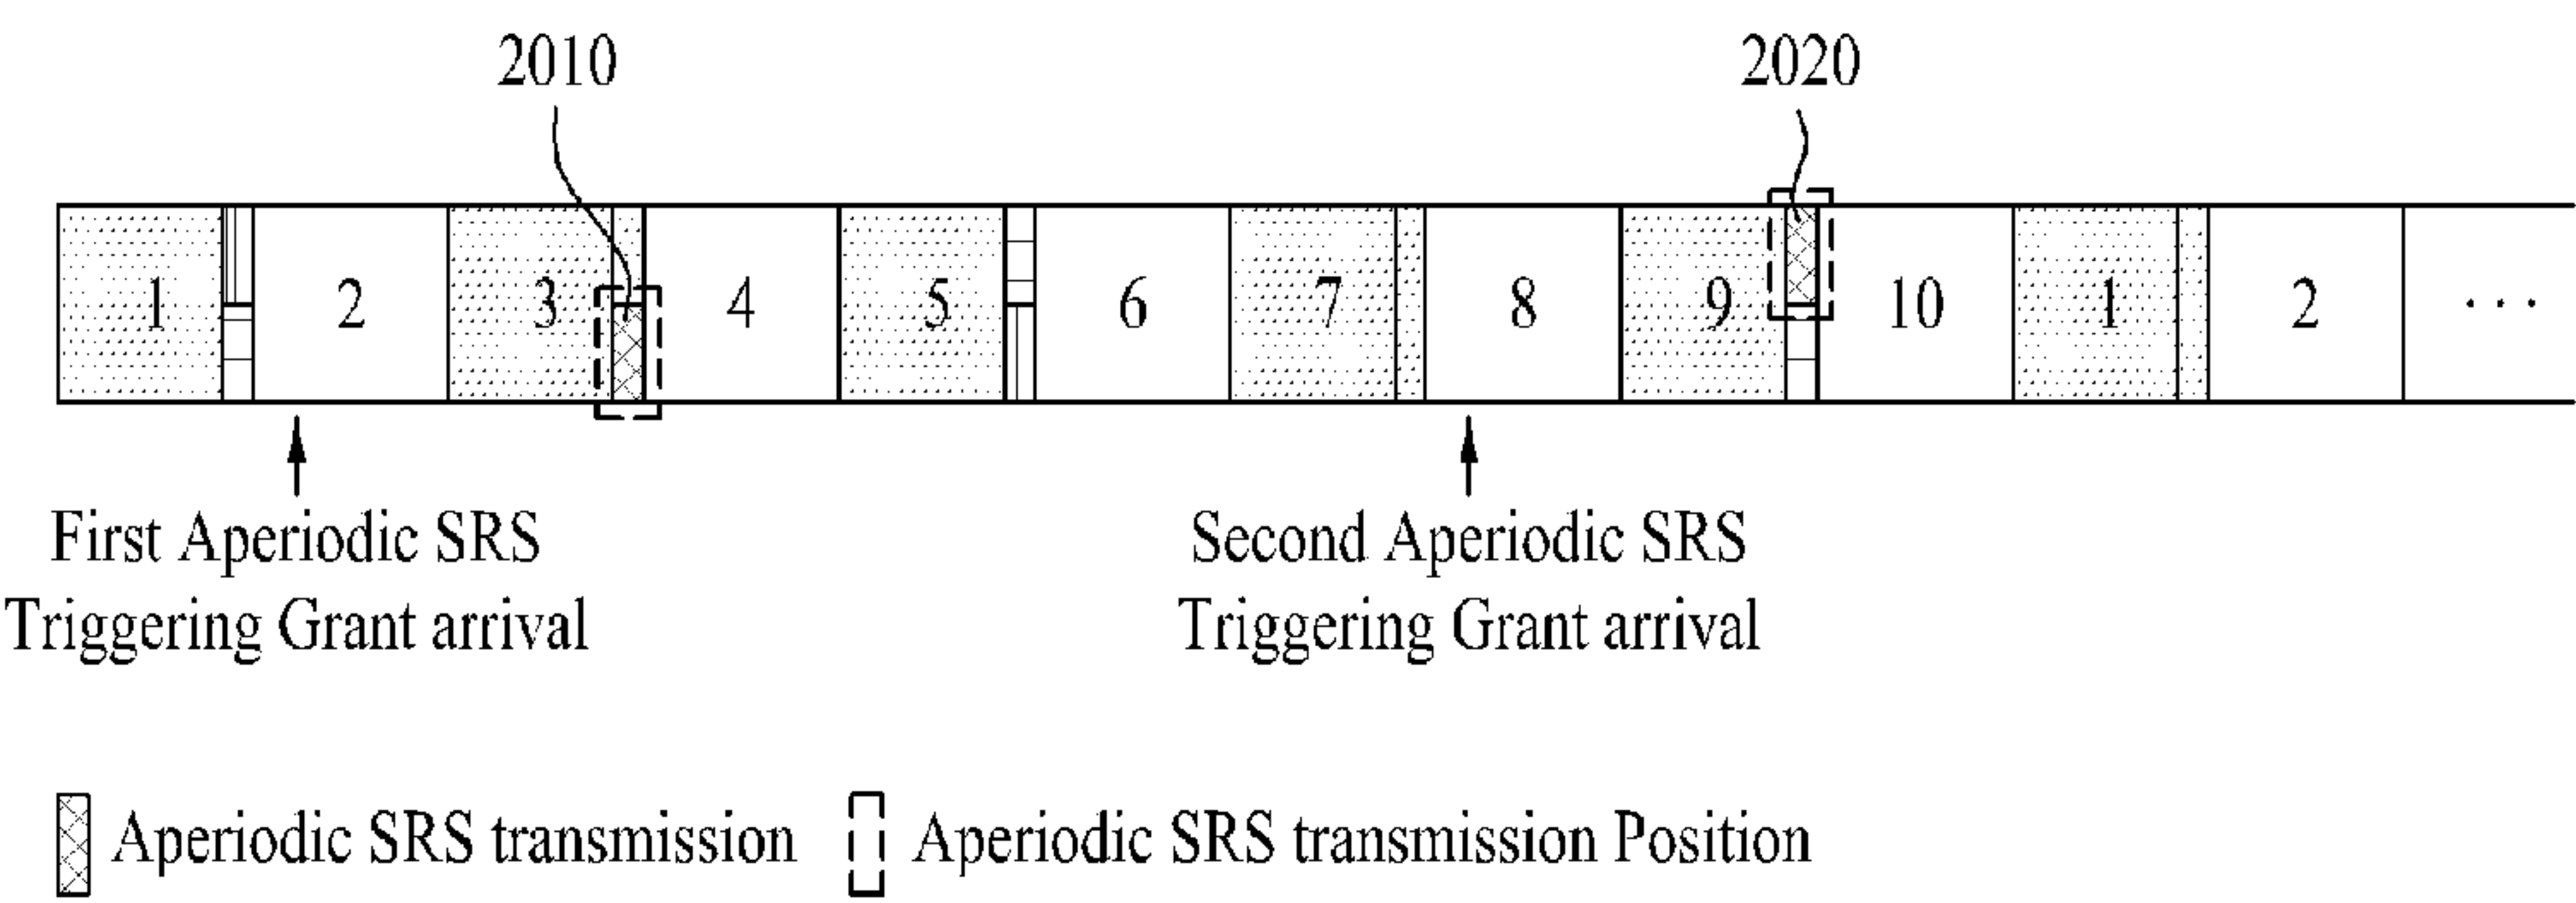 2010 2020
1 2 3 4 5 6 7 8 9 10 1 2 ...
First Aperiodic SRS
Triggering Grant arrival
Second Aperiodic SRS
Triggering Grant arrival
Aperiodic SRS transmission
Aperiodic SRS transmission Position